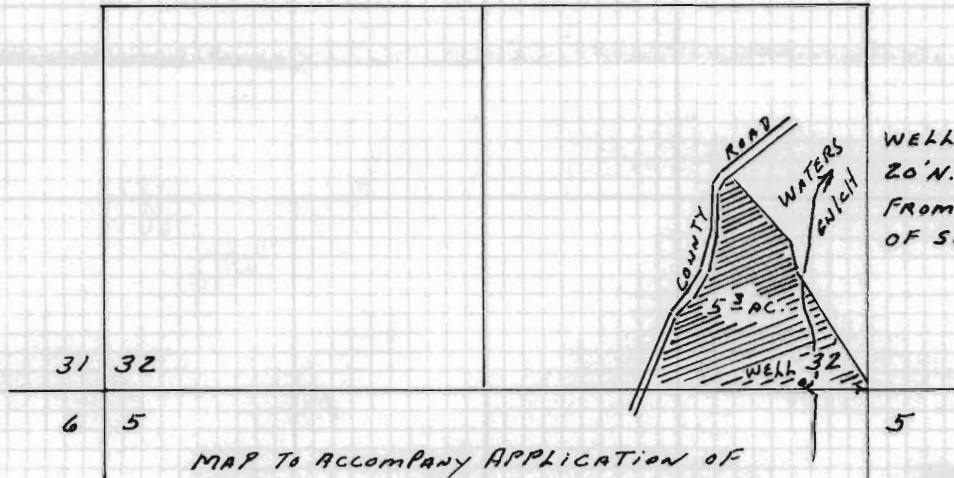 ROAD
WELL
20'N.
FROM
OF S
WATERS
GULCH
COUNTY
5 3 AC.
31 32
WELL 32
6 5
5
MAP TO ACCOMPANY APPLICATION OF